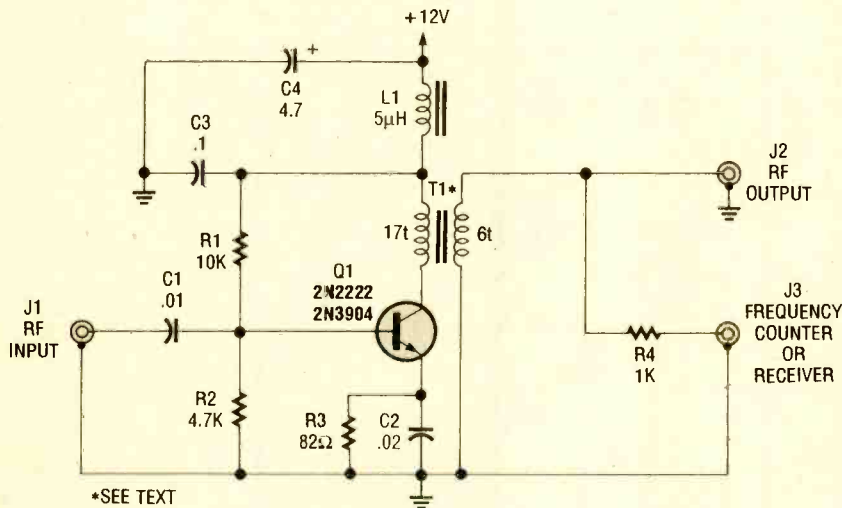 +12V
+
C4
4.7
L1
5µH
C3
.1
J2
RF
OUTPUT
T1*
17t
6t
R1
10K
Q1
2N2222
2N3904
C1
.01
J1
RF
INPUT
J3
FREQUENCY
COUNTER
OR
RECEIVER
R4
1K
R2
4.7K
R3
82Ω
C2
.02
*SEE TEXT